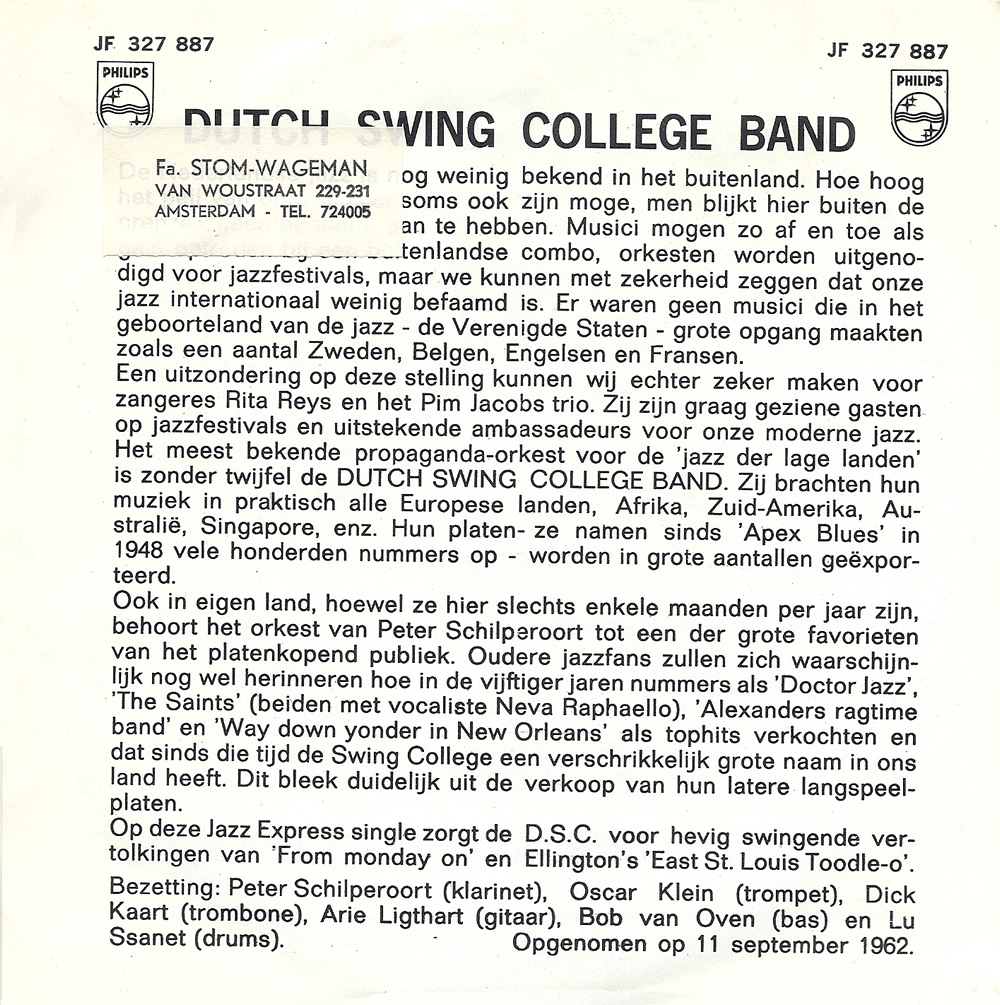 JF 327 887
JF 327 887
PHILIPS
PHILIPS
DUTCH SWING COLLEGE BAND
Fa. STOM-WAGEMAN
VAN WOUSTRAAT 229-231
AMSTERDAM - TEL. 724005
De og weinig bekend in het buitenland. Hoe hoog
het soms ook zijn moge, men blijkt hier buiten de
an te hebben. Musici mogen zo af en toe als
tenlandse combo, orkesten worden uitgeno-
digd voor jazzfestivals, maar we kunnen met zekerheid zeggen dat onze
jazz internationaal weinig befaamd is. Er waren geen musici die in het
geboorteland van de jazz - de Verenigde Staten - grote opgang maakten
zoals een aantal Zweden, Belgen, Engelsen en Fransen.
Een uitzondering op deze stelling kunnen wij echter zeker maken voor
zangeres Rita Reys en het Pim Jacobs trio. Zij zijn graag geziene gasten
op jazzfestivals en uitstekende ambassadeurs voor onze moderne jazz.
Het meest bekende propaganda-orkest voor de 'jazz der lage landen'
is zonder twijfel de DUTCH SWING COLLEGE BAND. Zij brachten hun
muziek in praktisch alle Europese landen, Afrika, Zuid-Amerika, Au-
stralië, Singapore, enz. Hun platen- ze namen sinds 'Apex Blues' in
1948 vele honderden nummers op - worden in grote aantallen geëxpor-
teerd.
Ook in eigen land, hoewel ze hier slechts enkele maanden per jaar zijn,
behoort het orkest van Peter Schilperoort tot een der grote favorieten
van het platenkopend publiek. Oudere jazzfans zullen zich waarschijn-
lijk nog wel herinneren hoe in de vijftiger jaren nummers als 'Doctor Jazz',
'The Saints' (beiden met vocaliste Neva Raphaello), 'Alexanders ragtime
band' en 'Way down yonder in New Orleans' als tophits verkochten en
dat sinds die tijd de Swing College een verschrikkelijk grote naam in ons
land heeft. Dit bleek duidelijk uit de verkoop van hun latere langspeel-
platen.
Op deze Jazz Express single zorgt de D.S.C. voor hevig swingende ver-
tolkingen van 'From monday on' en Ellington's 'East St. Louis Toodle-o'.
Bezetting: Peter Schilperoort (klarinet), Oscar Klein (trompet), Dick
Kaart (trombone), Arie Ligthart (gitaar), Bob van Oven (bas) en Lu
Ssanet (drums). Opgenomen op 11 september 1962.